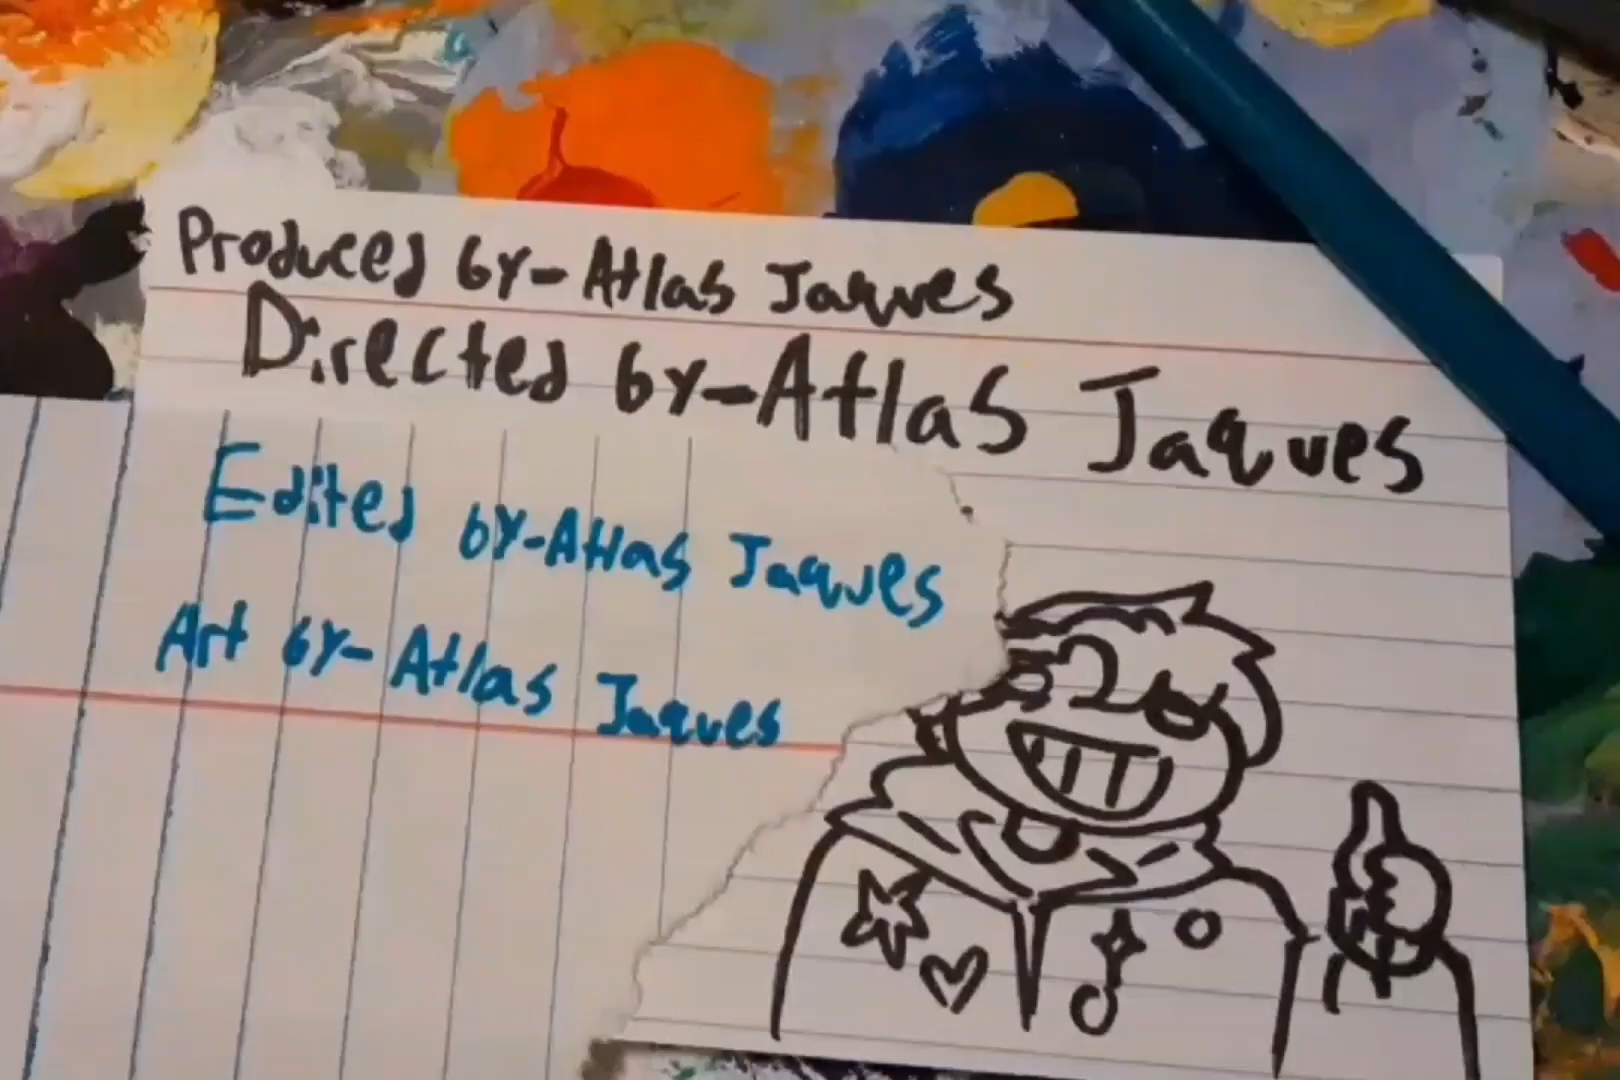 Produced by-Atlas Jaques
Directed by-Atlas Jaques
Edited by-Atlas Jaques
Art by-Atlas Jaques